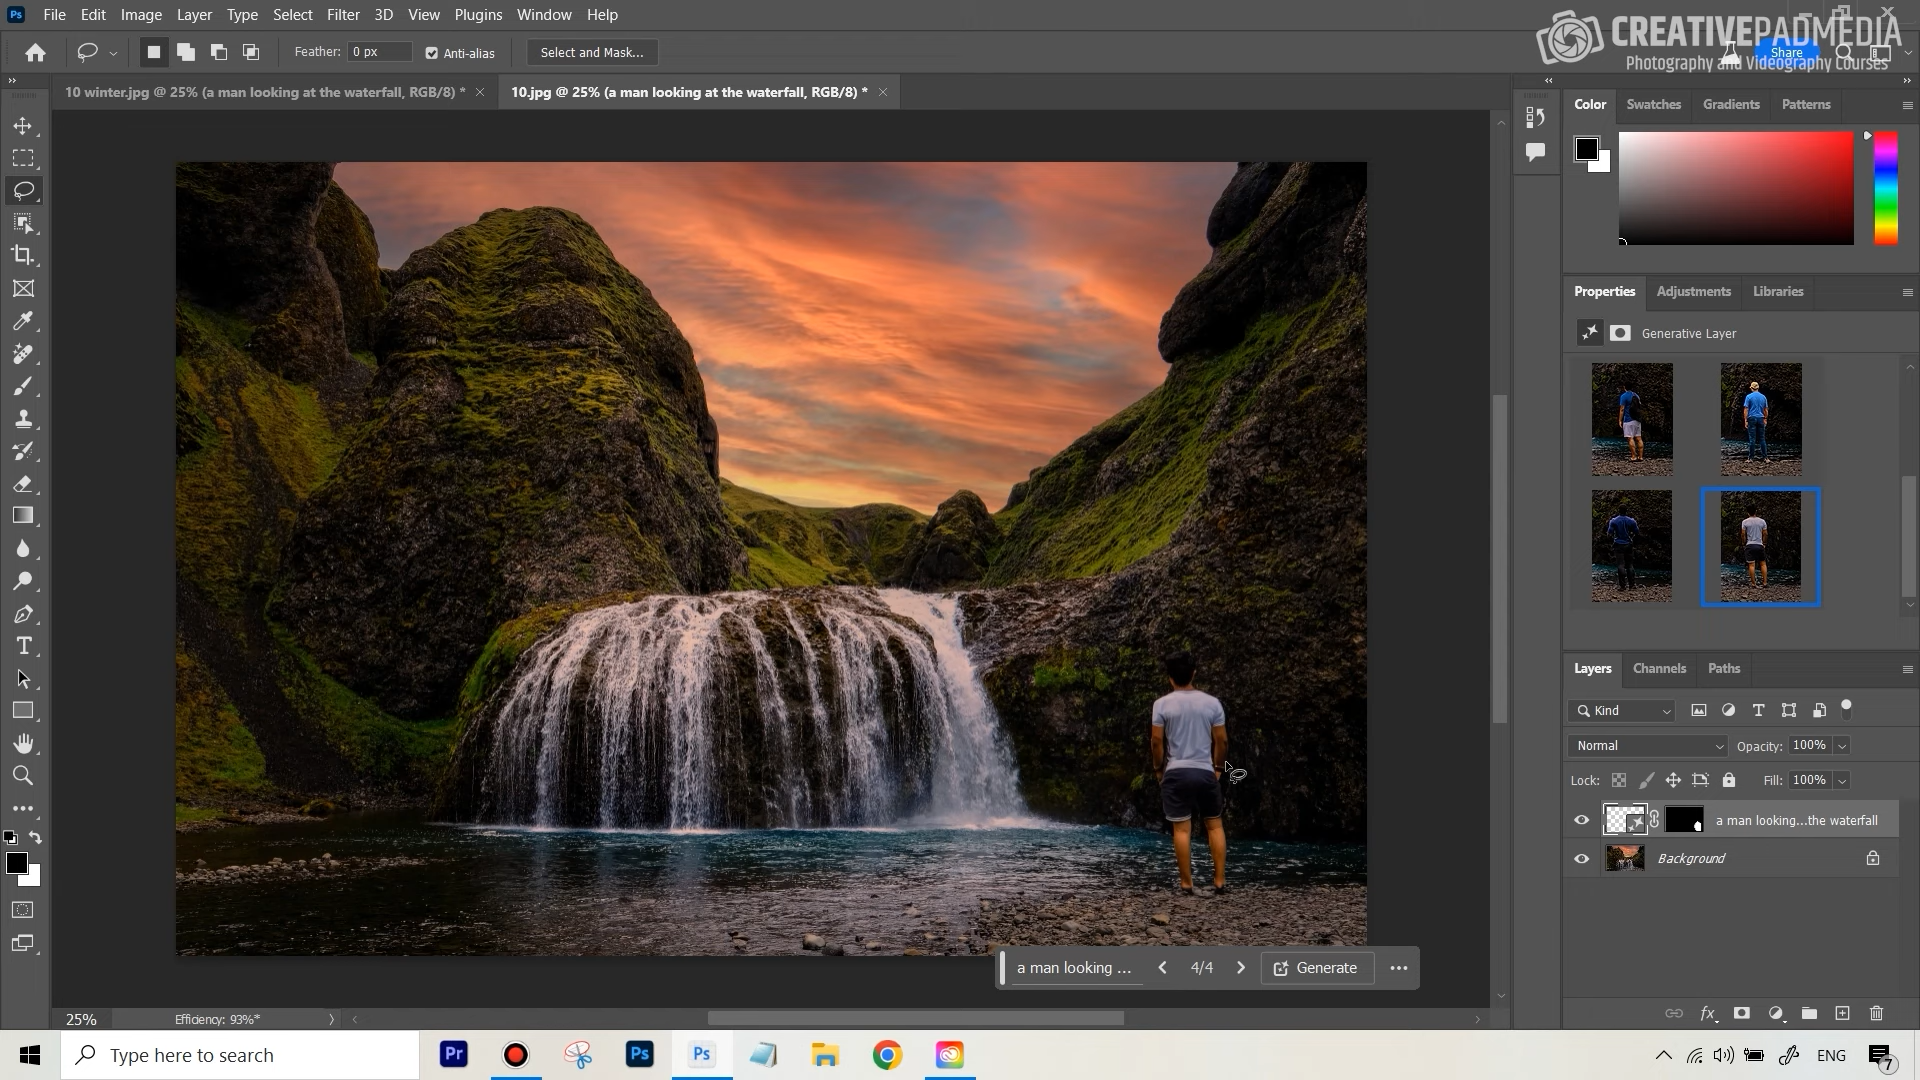 Ps File Edit Image Layer Type Select Filter 3D View Plugins Window Help
CREATIVEPADMEDIA
Photography and Videography Courses
Feather: 0 px Anti-alias Select and Mask... Share
10 winter.jpg @ 25% (a man looking at the waterfall, RGB/8) * 10.jpg @ 25% (a man looking at the waterfall, RGB/8) *
Color Swatches Gradients Patterns
Properties Adjustments Libraries
Generative Layer
Layers Channels Paths
Kind
Normal Opacity: 100%
Lock: Fill: 100%
a man looking...the waterfall
Background
a man looking ... 4/4 Generate
25% Efficiency: 93%*
Type here to search Pr Ps Ps ENG 7